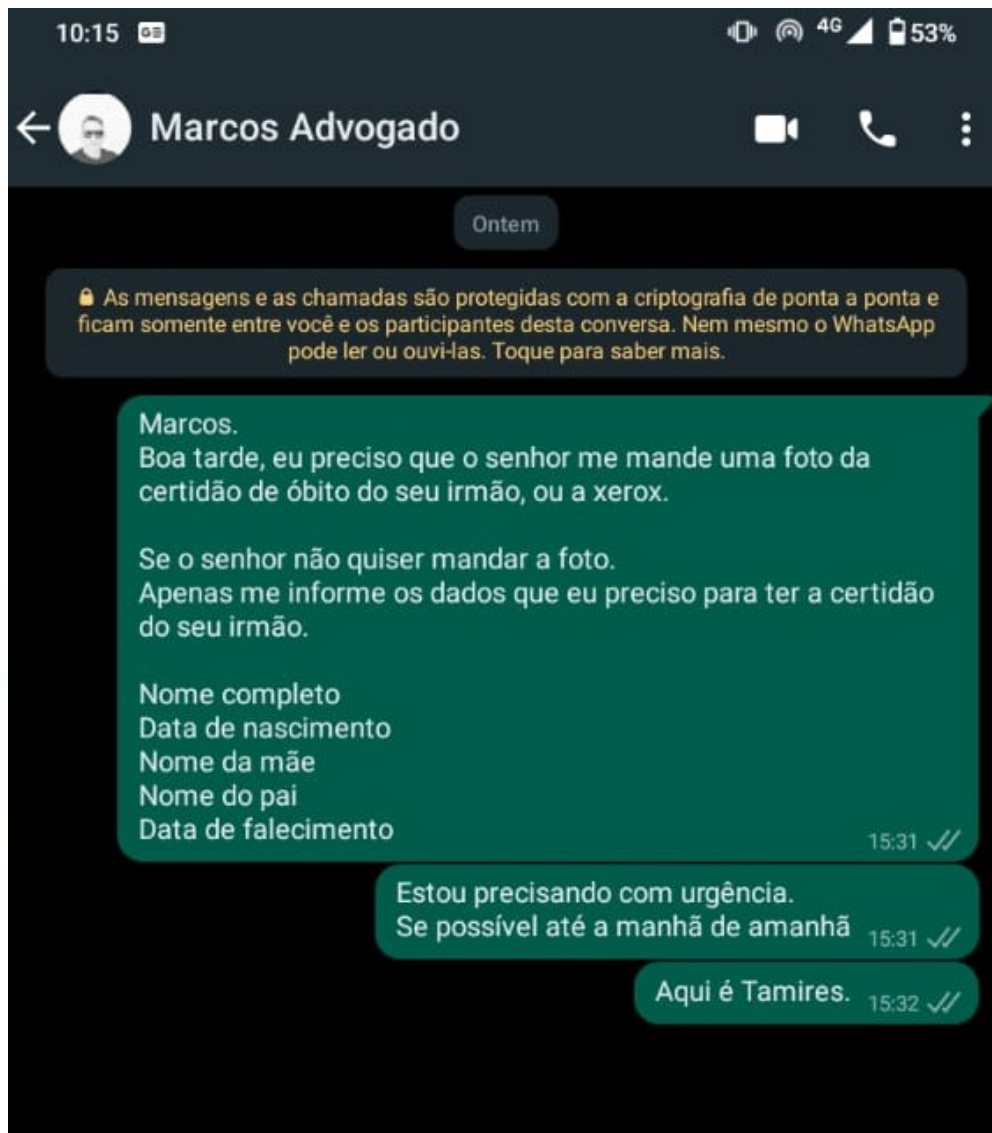 10:15 GE 4G 53%
Marcos Advogado
Ontem
As mensagens e as chamadas são protegidas com a criptografia de ponta a ponta e
ficam somente entre você e os participantes desta conversa. Nem mesmo o WhatsApp
pode ler ou ouvi-las. Toque para saber mais.
Marcos.
Boa tarde, eu preciso que o senhor me mande uma foto da
certidão de óbito do seu irmão, ou a xerox.
Se o senhor não quiser mandar a foto.
Apenas me informe os dados que eu preciso para ter a certidão
do seu irmão.
Nome completo
Data de nascimento
Nome da mãe
Nome do pai
Data de falecimento
15:31
Estou precisando com urgência.
Se possível até a manhã de amanhã 15:31
Aqui é Tamires. 15:32